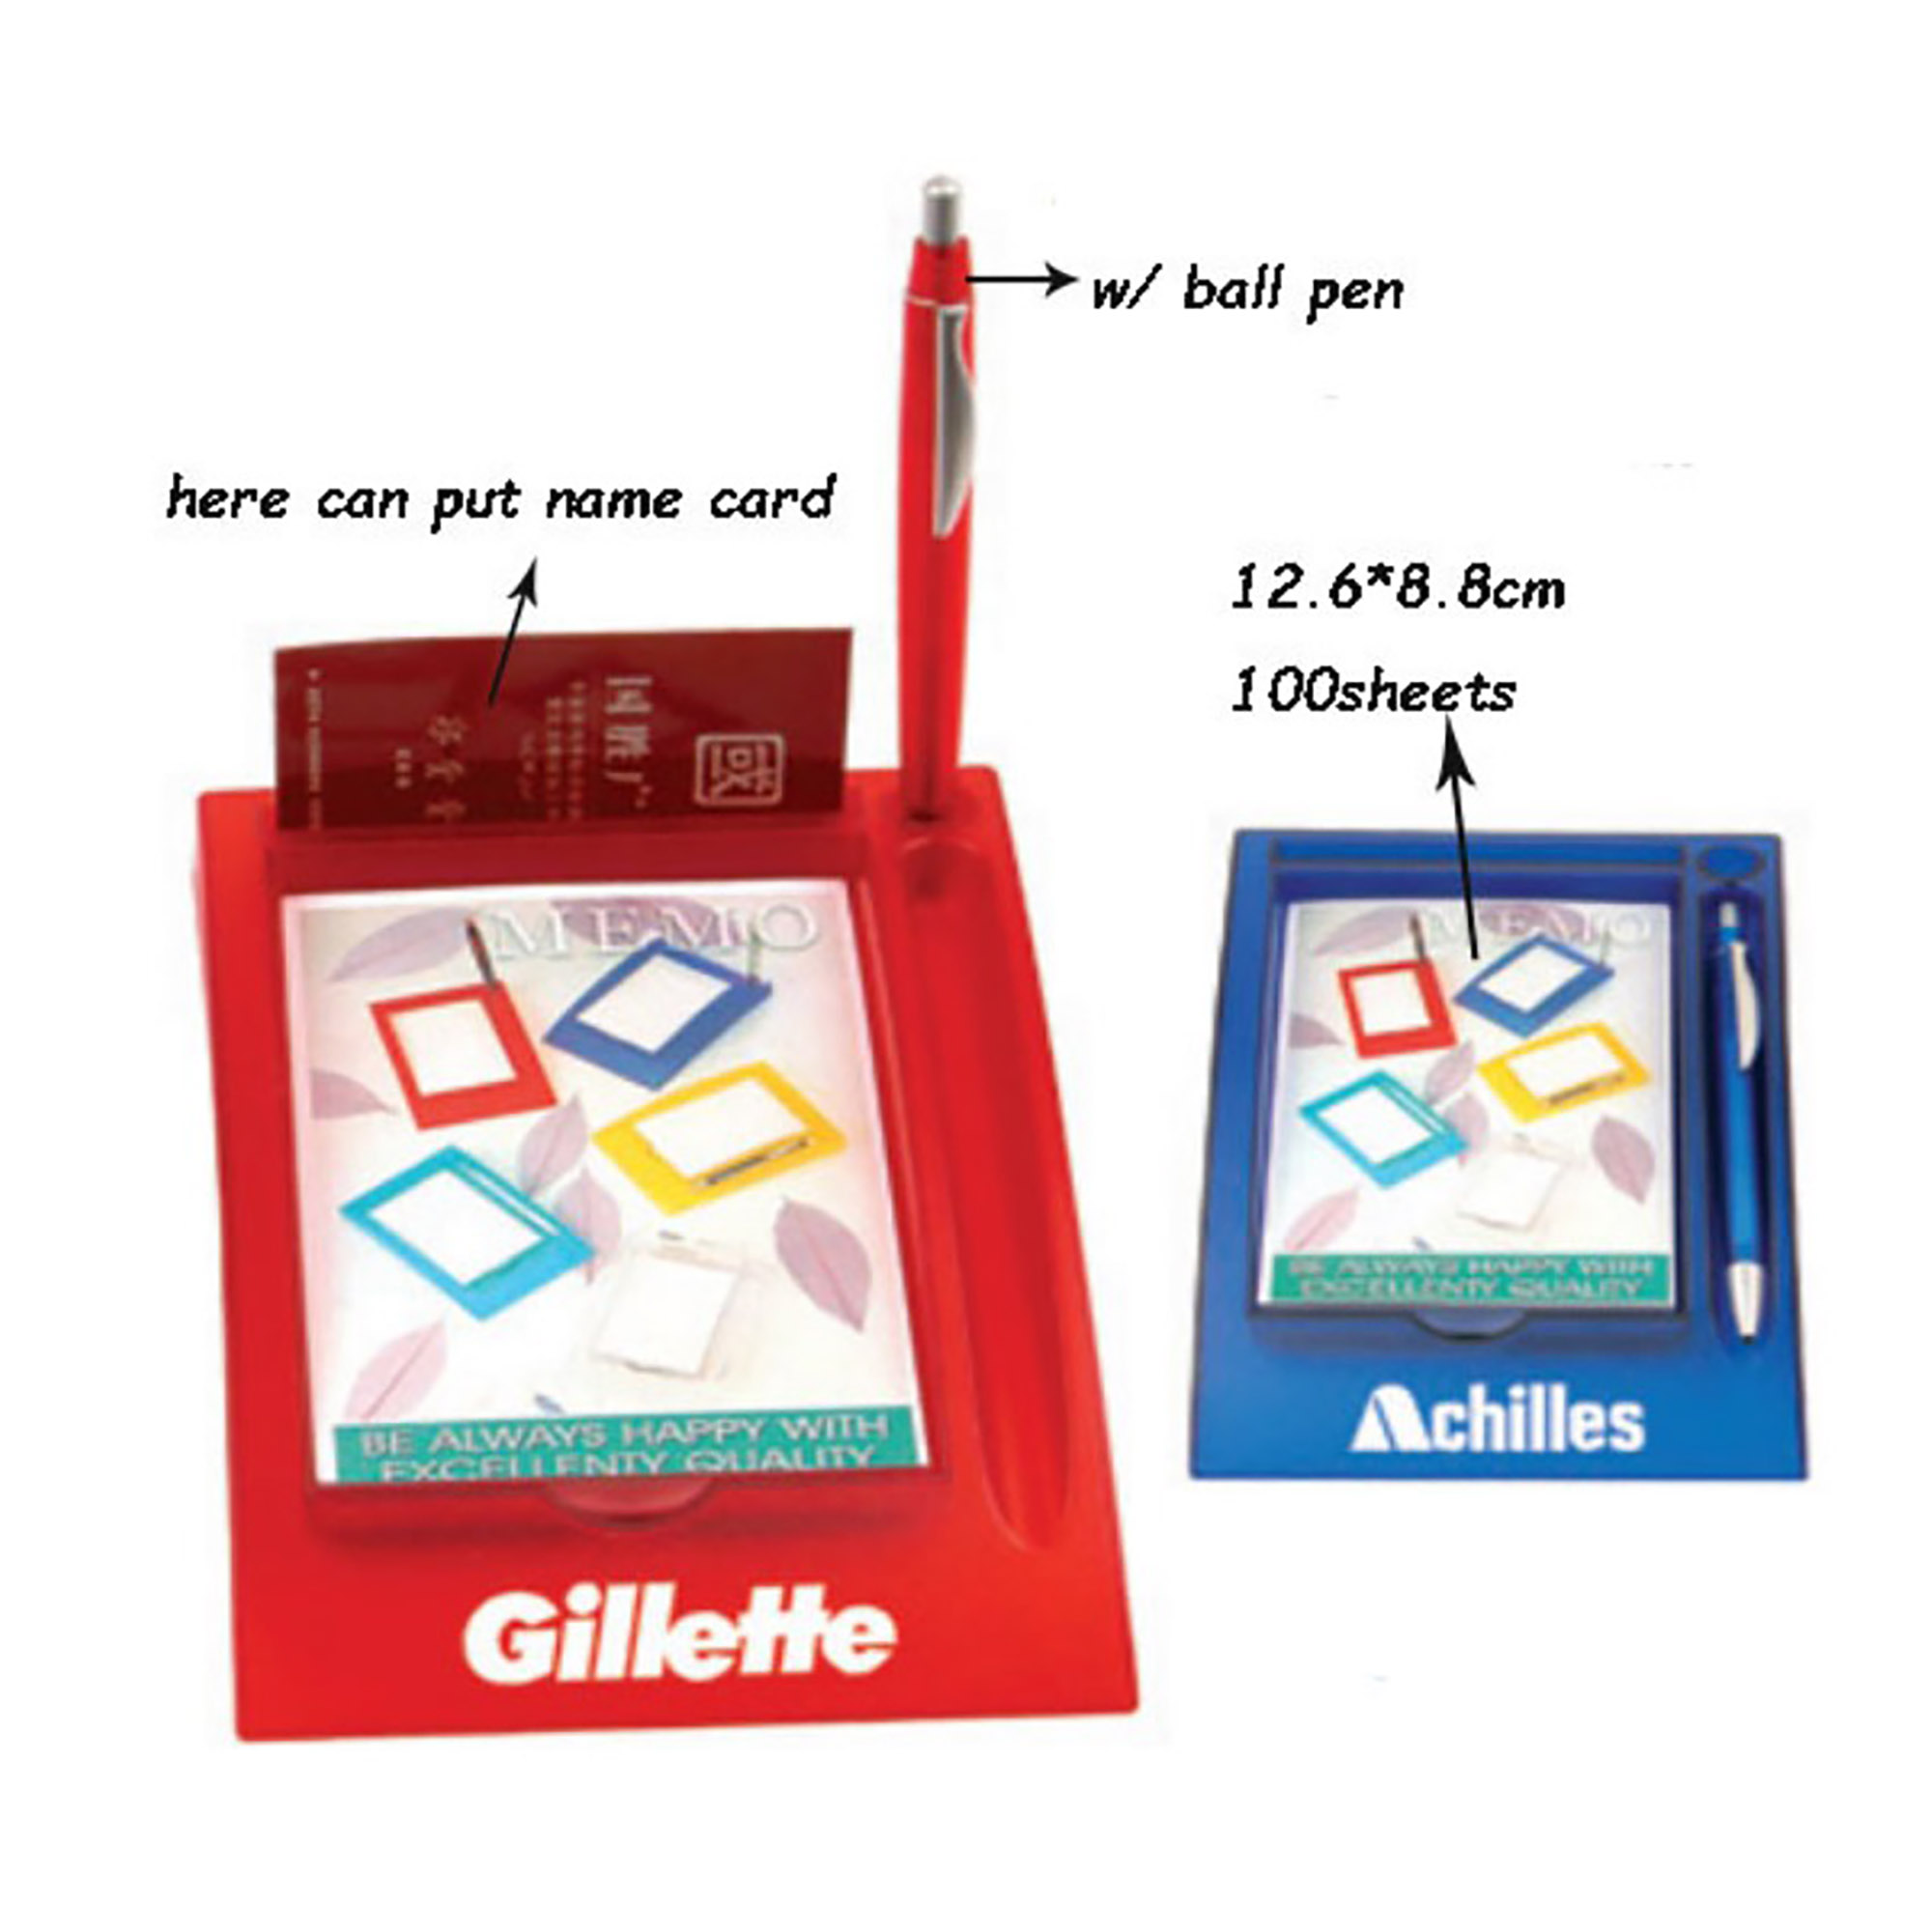 w/ ball pen
here can put name card
12.6*8.8cm
100sheets
MEMO
BE ALWAYS HAPPY WITH
EXCELLENTY QUALITY
Gillette
MEMO
BE ALWAYS HAPPY WITH
EXCELLENTY QUALITY
Achilles